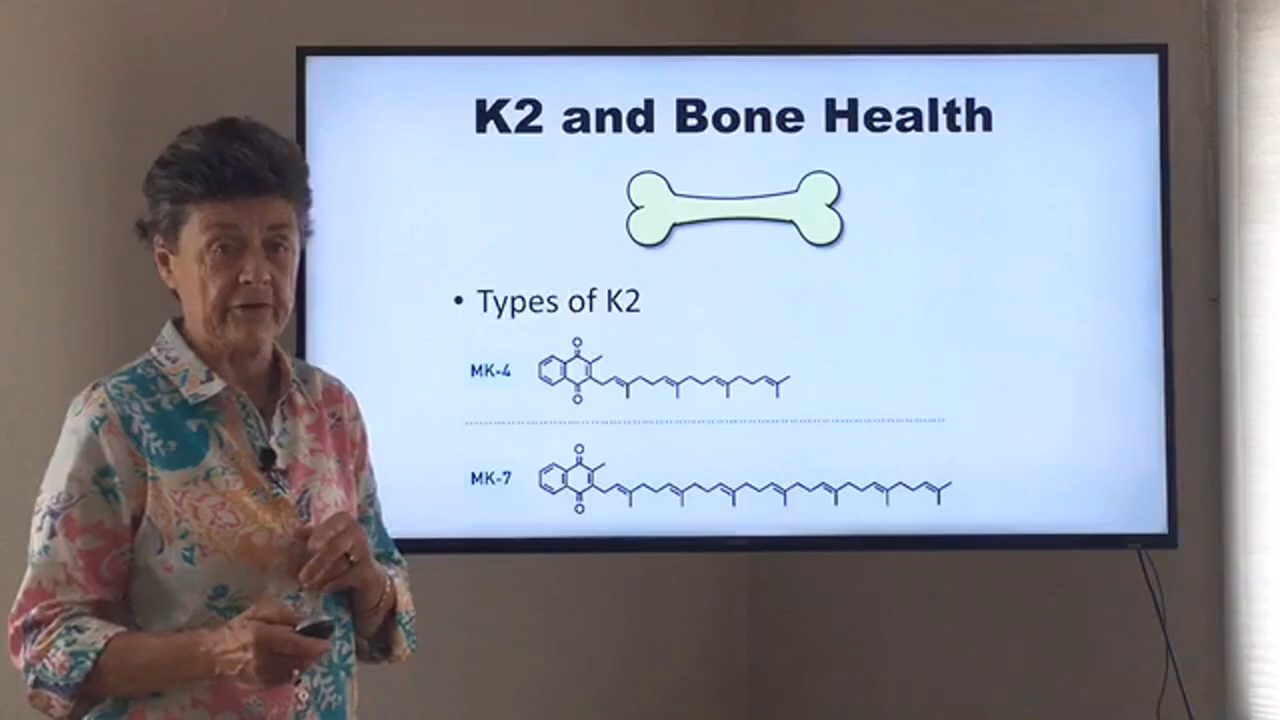 K2 and Bone Health
• Types of K2
MK-4
O
O
MK-7
O
O